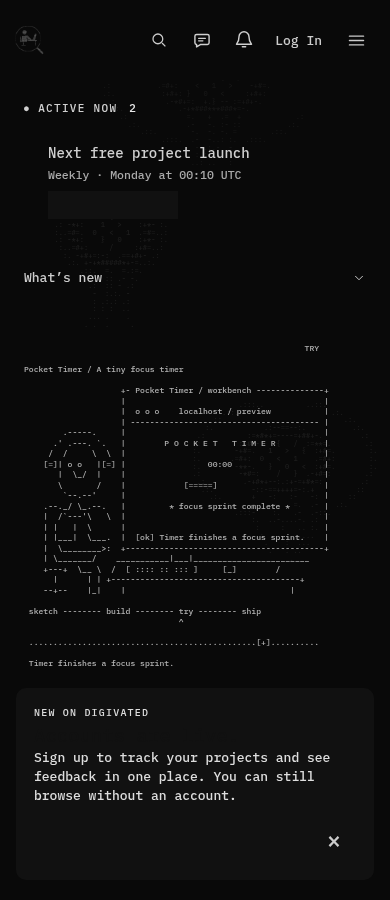 Log In
ACTIVE NOW 2
Next free project launch
Weekly · Monday at 00:10 UTC
What’s new
TRY
Pocket Timer / A tiny focus timer
Pocket Timer / workbench
o o o localhost / preview
P O C K E T T I M E R
00:00
[=====]
★ focus sprint complete ★
[ok] Timer finishes a focus sprint.
sketch -------- build -------- try -------- ship
^
...............................................[+]..........
Timer finishes a focus sprint.
NEW ON DIGIVATED
Sign up to track your projects and see
feedback in one place. You can still
browse without an account.
×